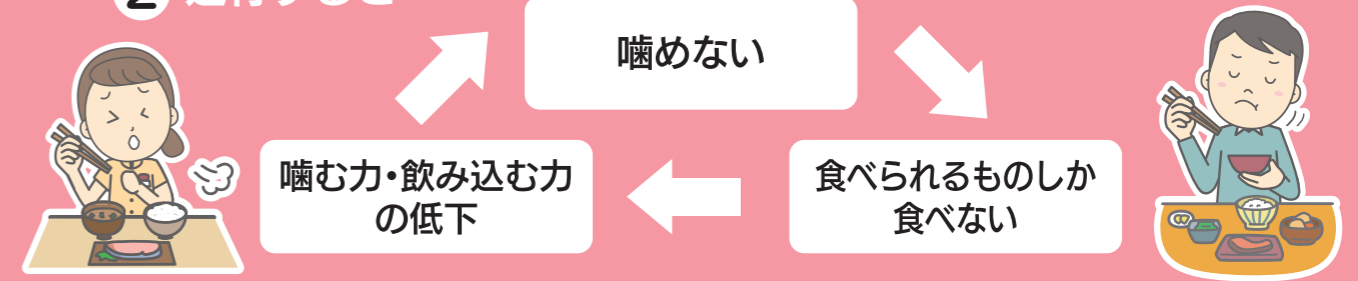 噛めない
食べられるものしか
食べない
噛む力・飲み込む力
の低下